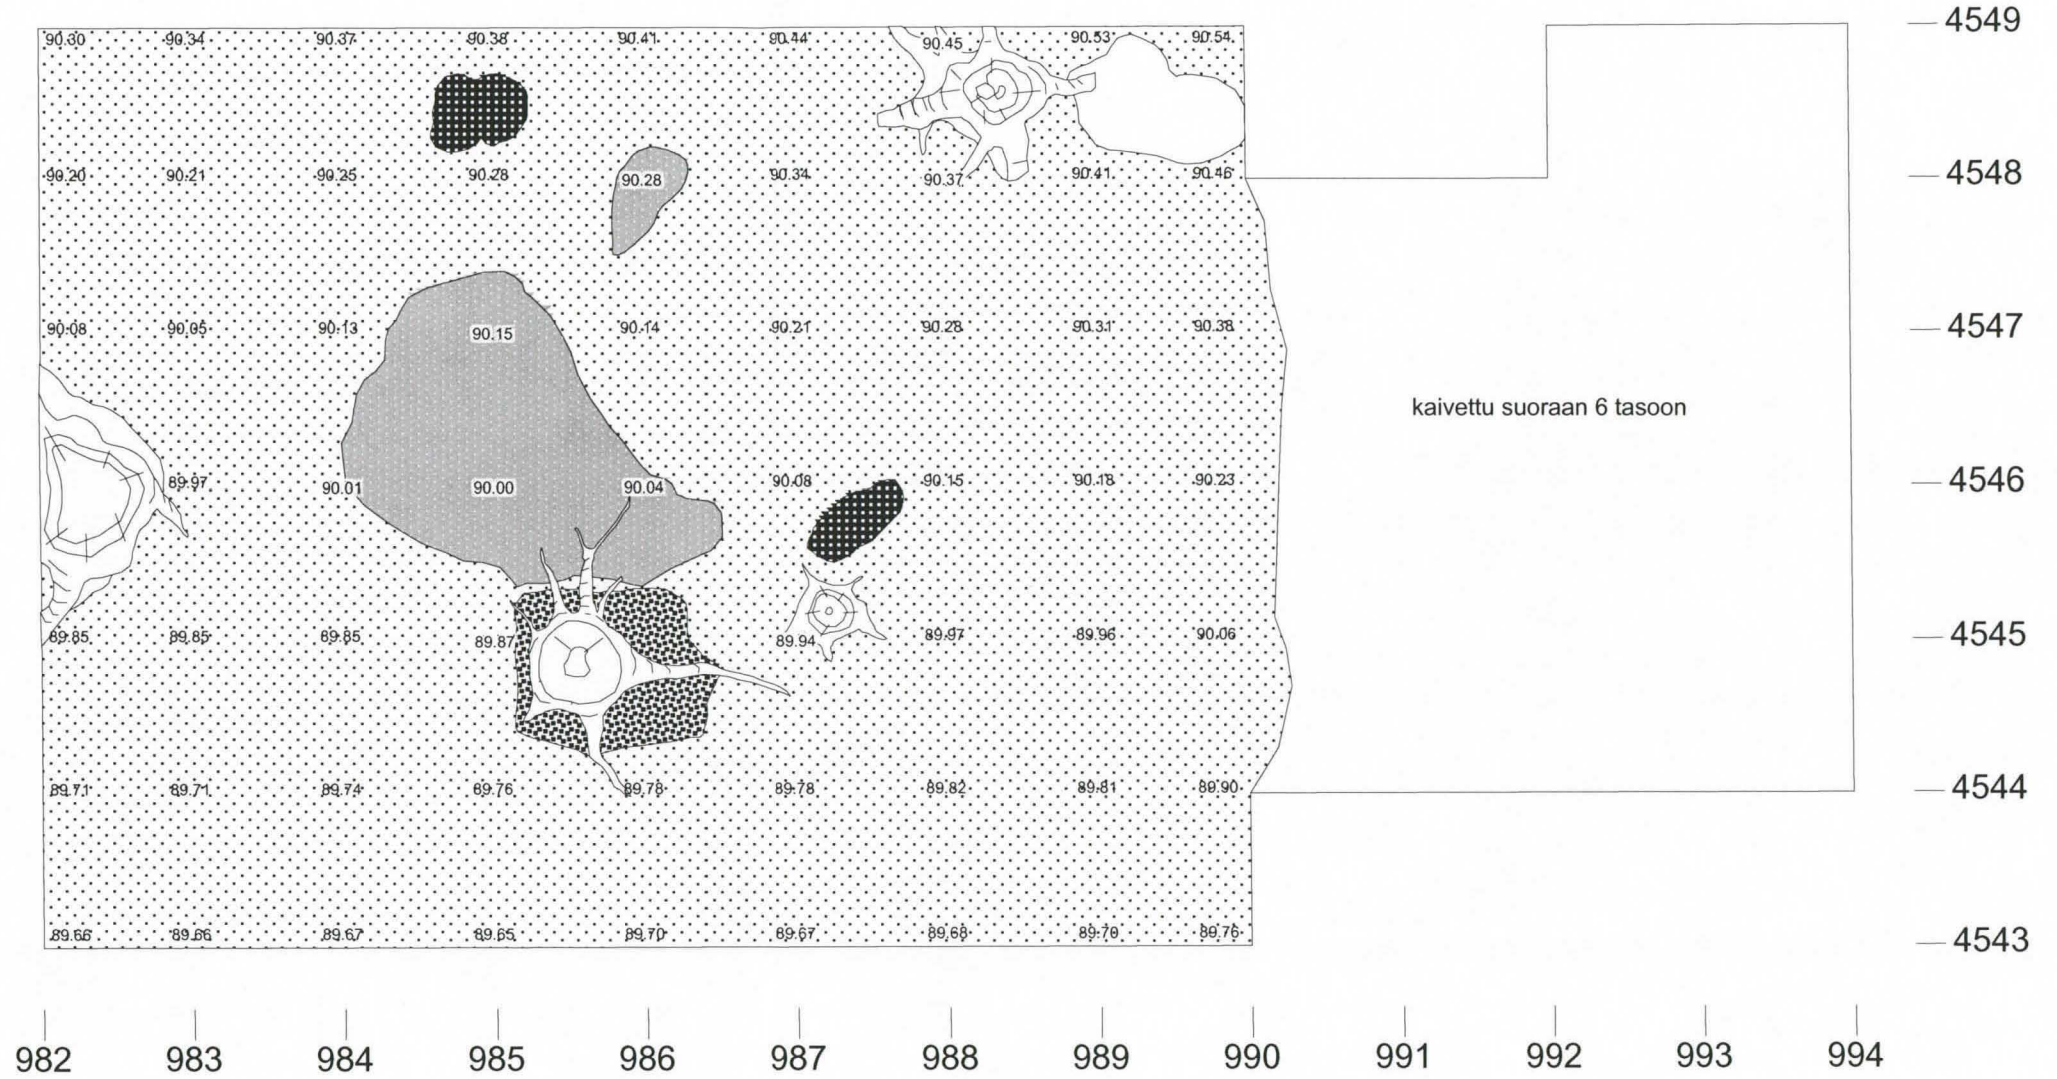 90.30 90.34 90.37 90.38 90.41 90.44 90.45 90.53 90.54 4549
90.20 90.21 90.25 90.28 90.28 90.34 90.37 90.41 90.46 4548
90.08 90.05 90.13 90.15 90.14 90.21 90.28 90.31 90.38 4547
kaivettu suoraan 6 tasoon
89.97 90.01 90.00 90.04 90.08 90.15 90.18 90.23 4546
89.85 89.85 89.85 89.87 89.94 89.97 89.96 90.06 4545
89.71 89.71 89.74 89.76 89.78 89.78 89.82 89.81 89.90 4544
89.66 89.66 89.67 89.65 89.70 89.67 89.68 89.70 89.76 4543
982 983 984 985 986 987 988 989 990 991 992 993 994